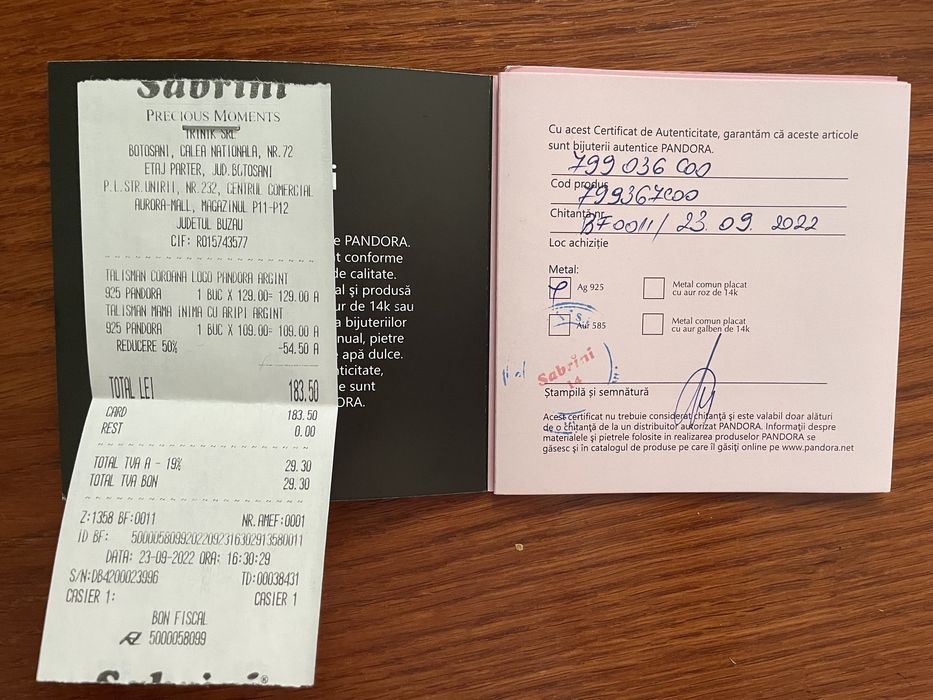 Sabrini
PRECIOUS MOMENTS
TRINIK SRL
BOTOSANI, CALEA NATIONALA, NR.72
ETAJ PARTER, JUD.BOTOSANI
P.L.STR.UNIRII, NR.232, CENTRUL COMERCIAL
AURORA-MALL, MAGAZINUL P11-P12
JUDETUL BUZAU
CIF: RO15743577
TALISMAN COROANA LOGO PANDORA ARGINT
925 PANDORA 1 BUC X 129.00= 129.00 A
TALISMAN MAMA INIMA CU ARIPI ARGINT
925 PANDORA 1 BUC X 109.00= 109.00 A
REDUCERE 50% -54.50 A
TOTAL LEI 183.50
CARD 183.50
REST 0.00
TOTAL TVA A - 19% 29.30
TOTAL TVA BON 29.30
Z:1358 BF:0011 NR.AMEF:0001
ID BF: 50000580992022092316302913580011
DATA: 23-09-2022 ORA: 16:30:29
S/N:DB4200023996 TD:00038431
CASIER 1: CASIER 1
BON FISCAL
5000058099
Sabrini®
i
e PANDORA.
t conforme
de calitate.
al și produsă
ur de 14k sau
a bijuteriilor
nual, pietre
e apă dulce.
nticitate,
e sunt
ORA.
Cu acest Certificat de Autenticitate, garantăm că aceste articole
sunt bijuterii autentice PANDORA.
799 036 C00
Cod produs
799367C00
Chitanță nr.
BF0011/ 23.09.2022
Loc achiziție
Metal:
Ag 925
Metal comun placat
cu aur roz de 14k
Aur 585
Metal comun placat
cu aur galben de 14k
Sabrini
14
Ștampilă și semnătură
Acest certificat nu trebuie considerat chitanță și este valabil doar alături
de o chitanță de la un distribuitor autorizat PANDORA. Informații despre
materialele și pietrele folosite in realizarea produselor PANDORA se
găsesc și în catalogul de produse pe care îl găsiți online pe www.pandora.net